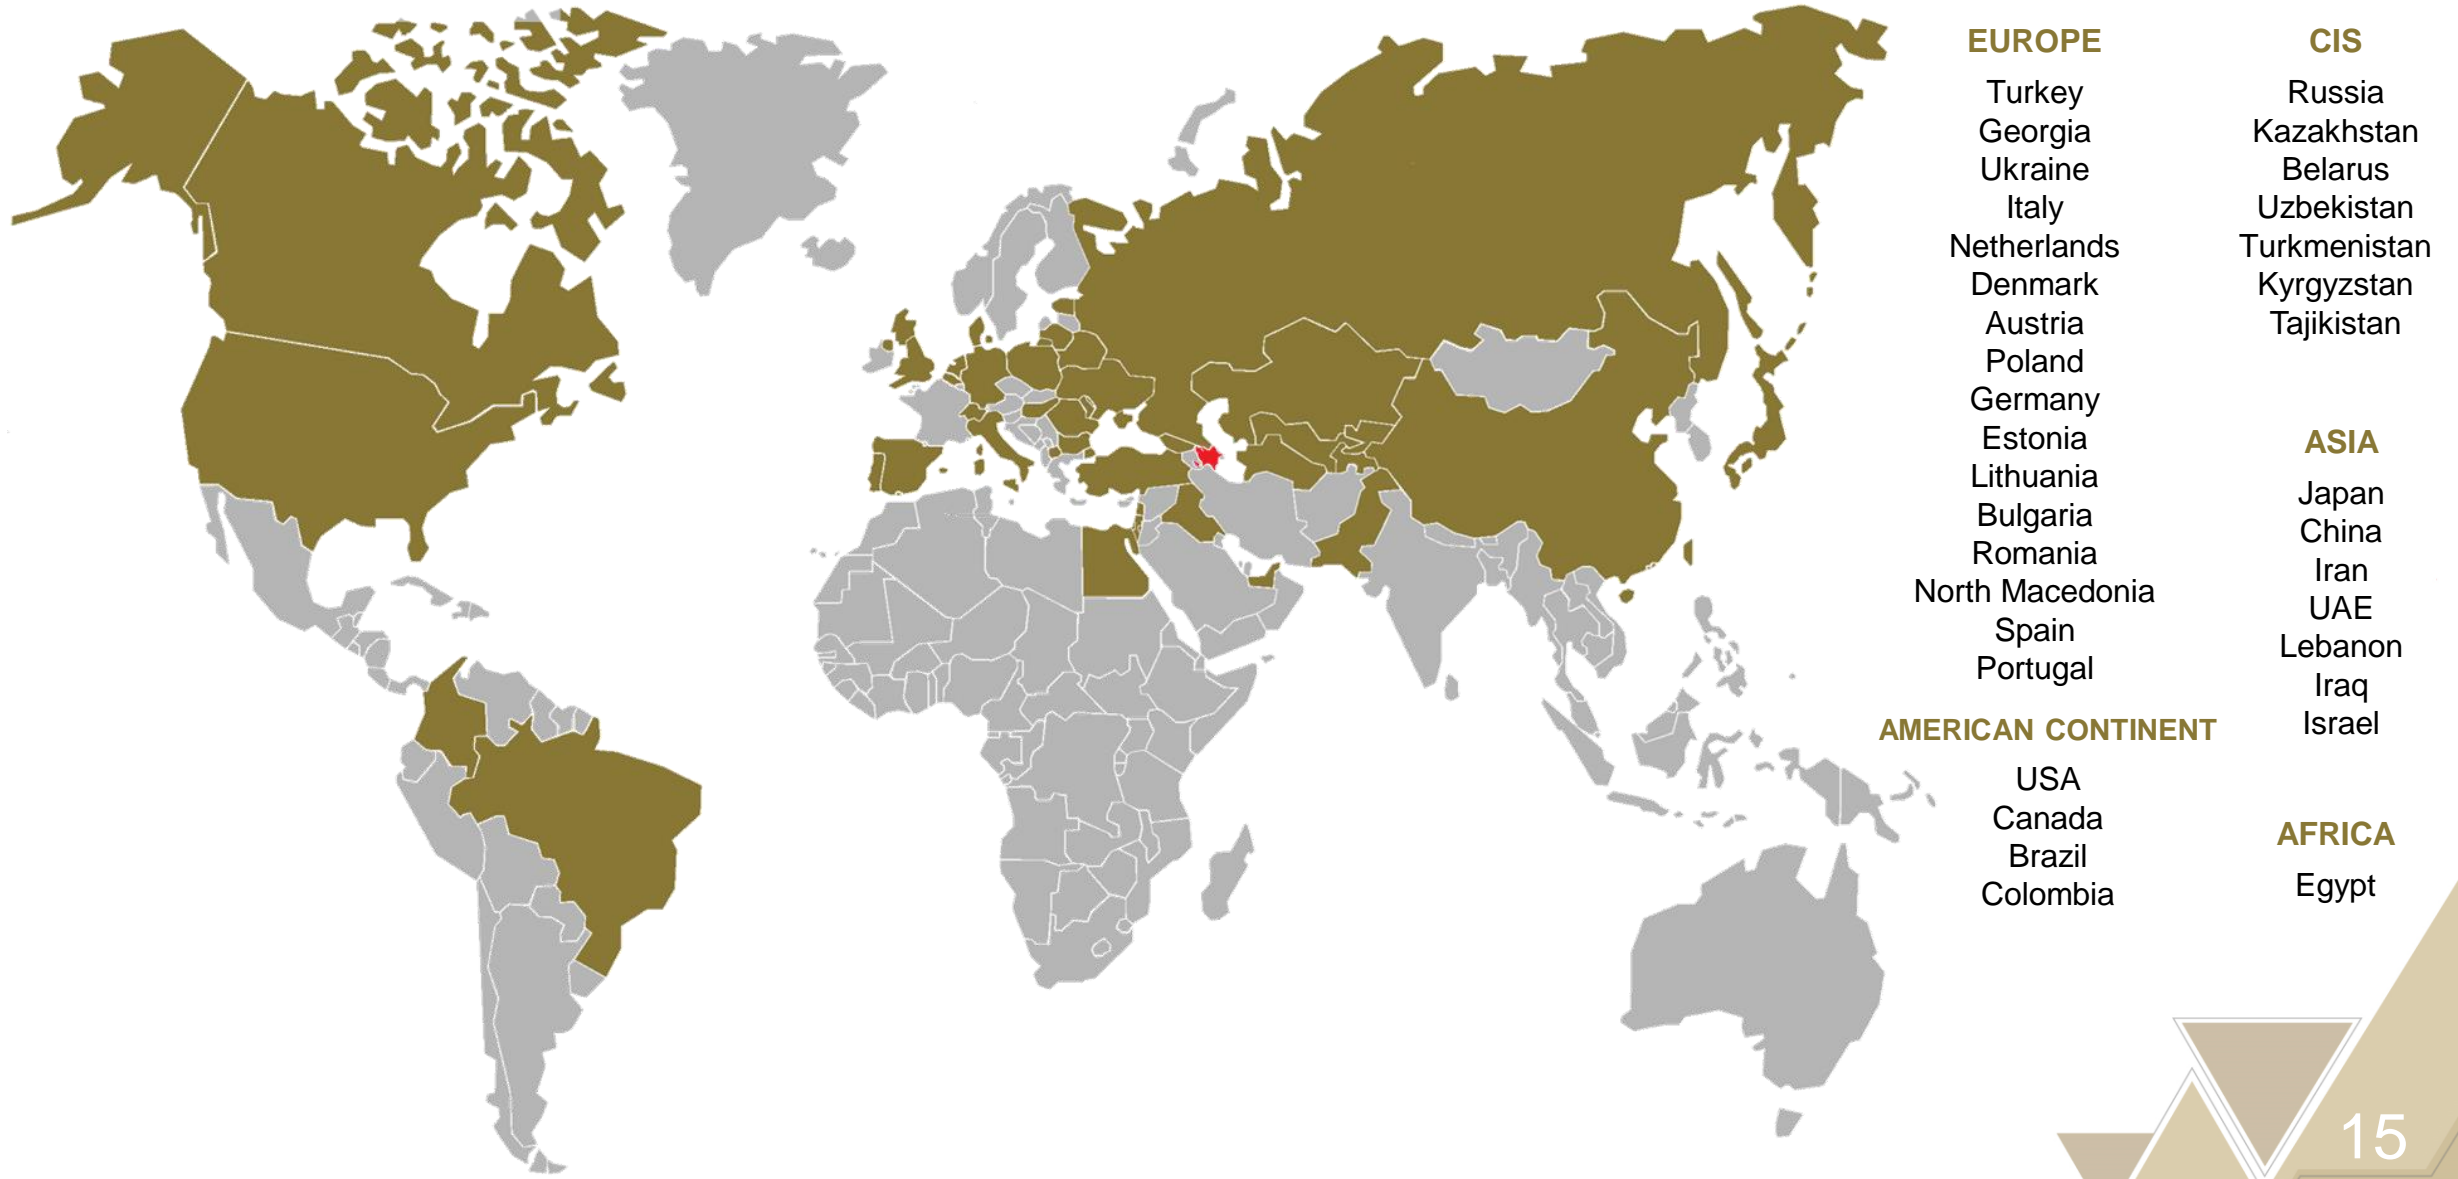 EUROPE
Turkey
Georgia
Ukraine
Italy
Netherlands
Denmark
Austria
Poland
Germany
Estonia
Lithuania
Bulgaria
Romania
North Macedonia
Spain
Portugal
AMERICAN CONTINENT
USA
Canada
Brazil
Colombia
CIS
Russia
Kazakhstan
Belarus
Uzbekistan
Turkmenistan
Kyrgyzstan
Tajikistan
ASIA
Japan
China
Iran
UAE
Lebanon
Iraq
Israel
AFRICA
Egypt
15